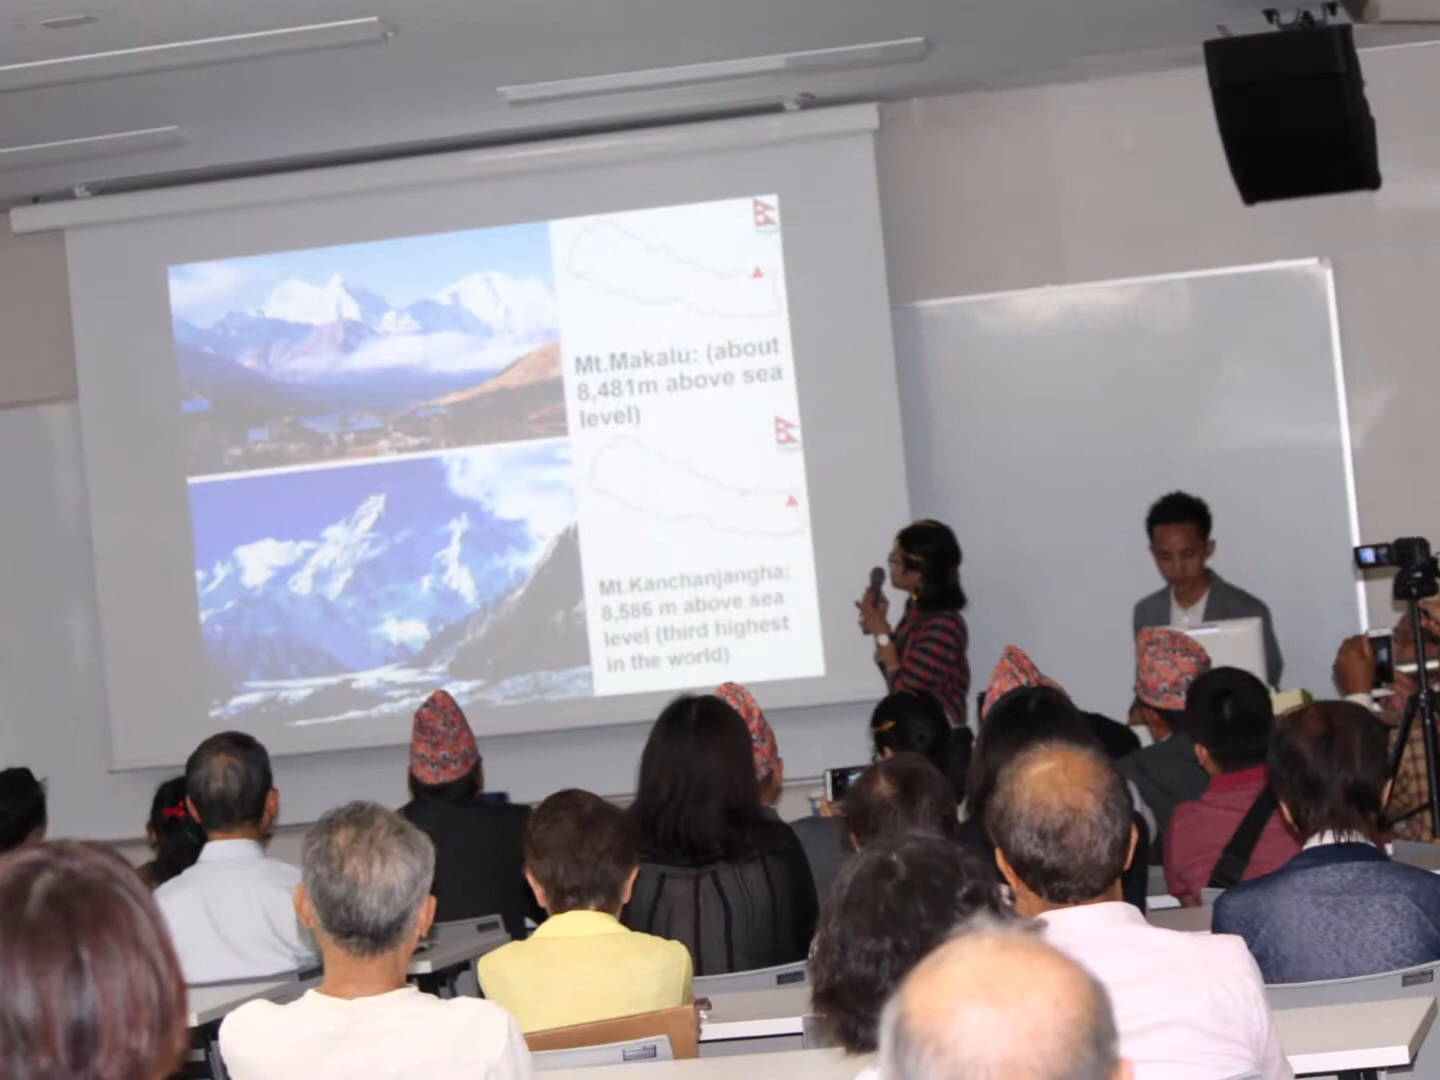 Mt.Makalu: (about
8,481m above sea
level)
Mt.Kanchanjangha:
8,586 m above sea
level (third highest
in the world)